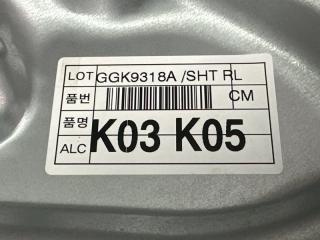 LOT GGK9318A /SHT RL
품번 CM
품명
ALC K03 K05